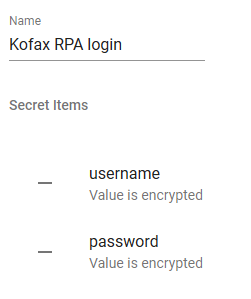 Name
Kofax RPA login
Secret Items
username
Value is encrypted
password
Value is encrypted